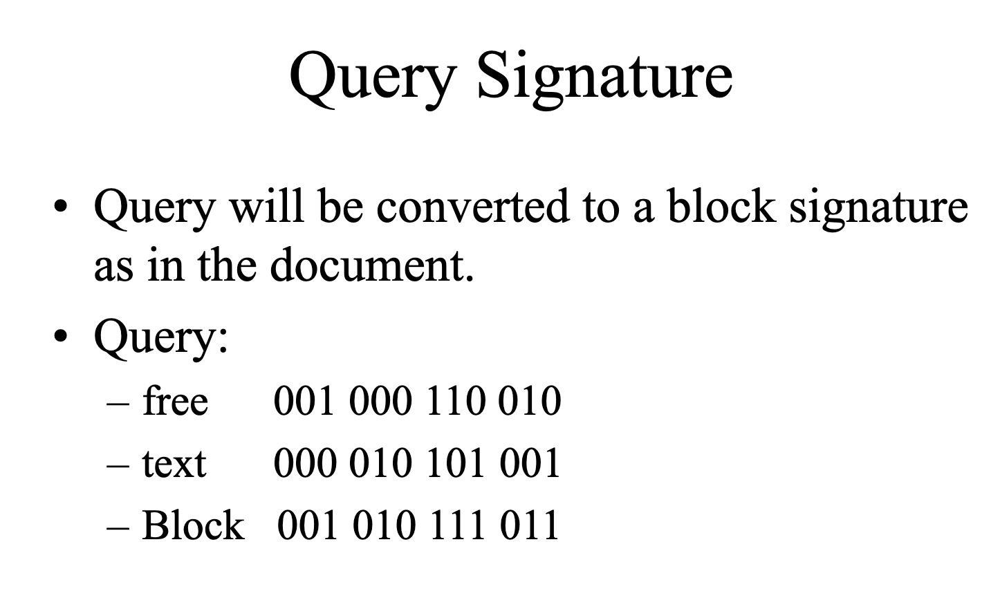 Query Signature
• Query will be converted to a block signature
as in the document.
• Query:
– free 001 000 110 010
– text 000 010 101 001
– Block 001 010 111 011